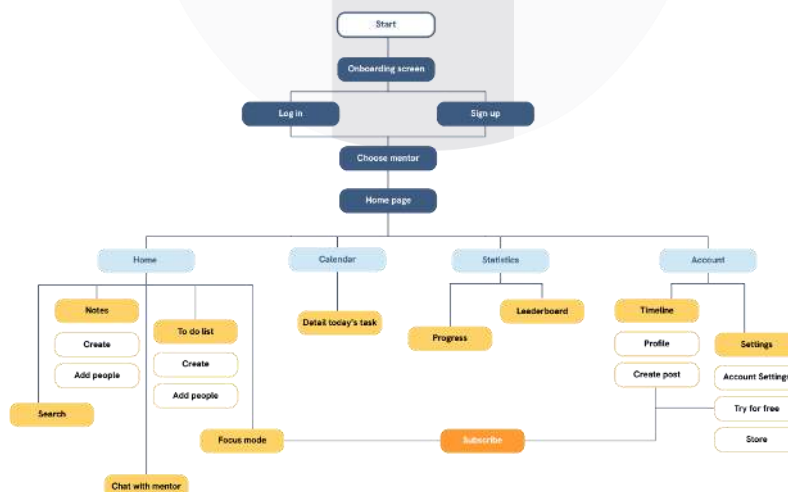 Start
Onboarding screen
Log in
Sign up
Choose mentor
Home page
Home
Calendar
Statistics
Account
Notes
Create
Add people
To do list
Create
Add people
Search
Focus mode
Chat with mentor
Detail today's task
Progress
Leaderboard
Timeline
Profile
Create post
Settings
Account Settings
Try for free
Store
Subscribe